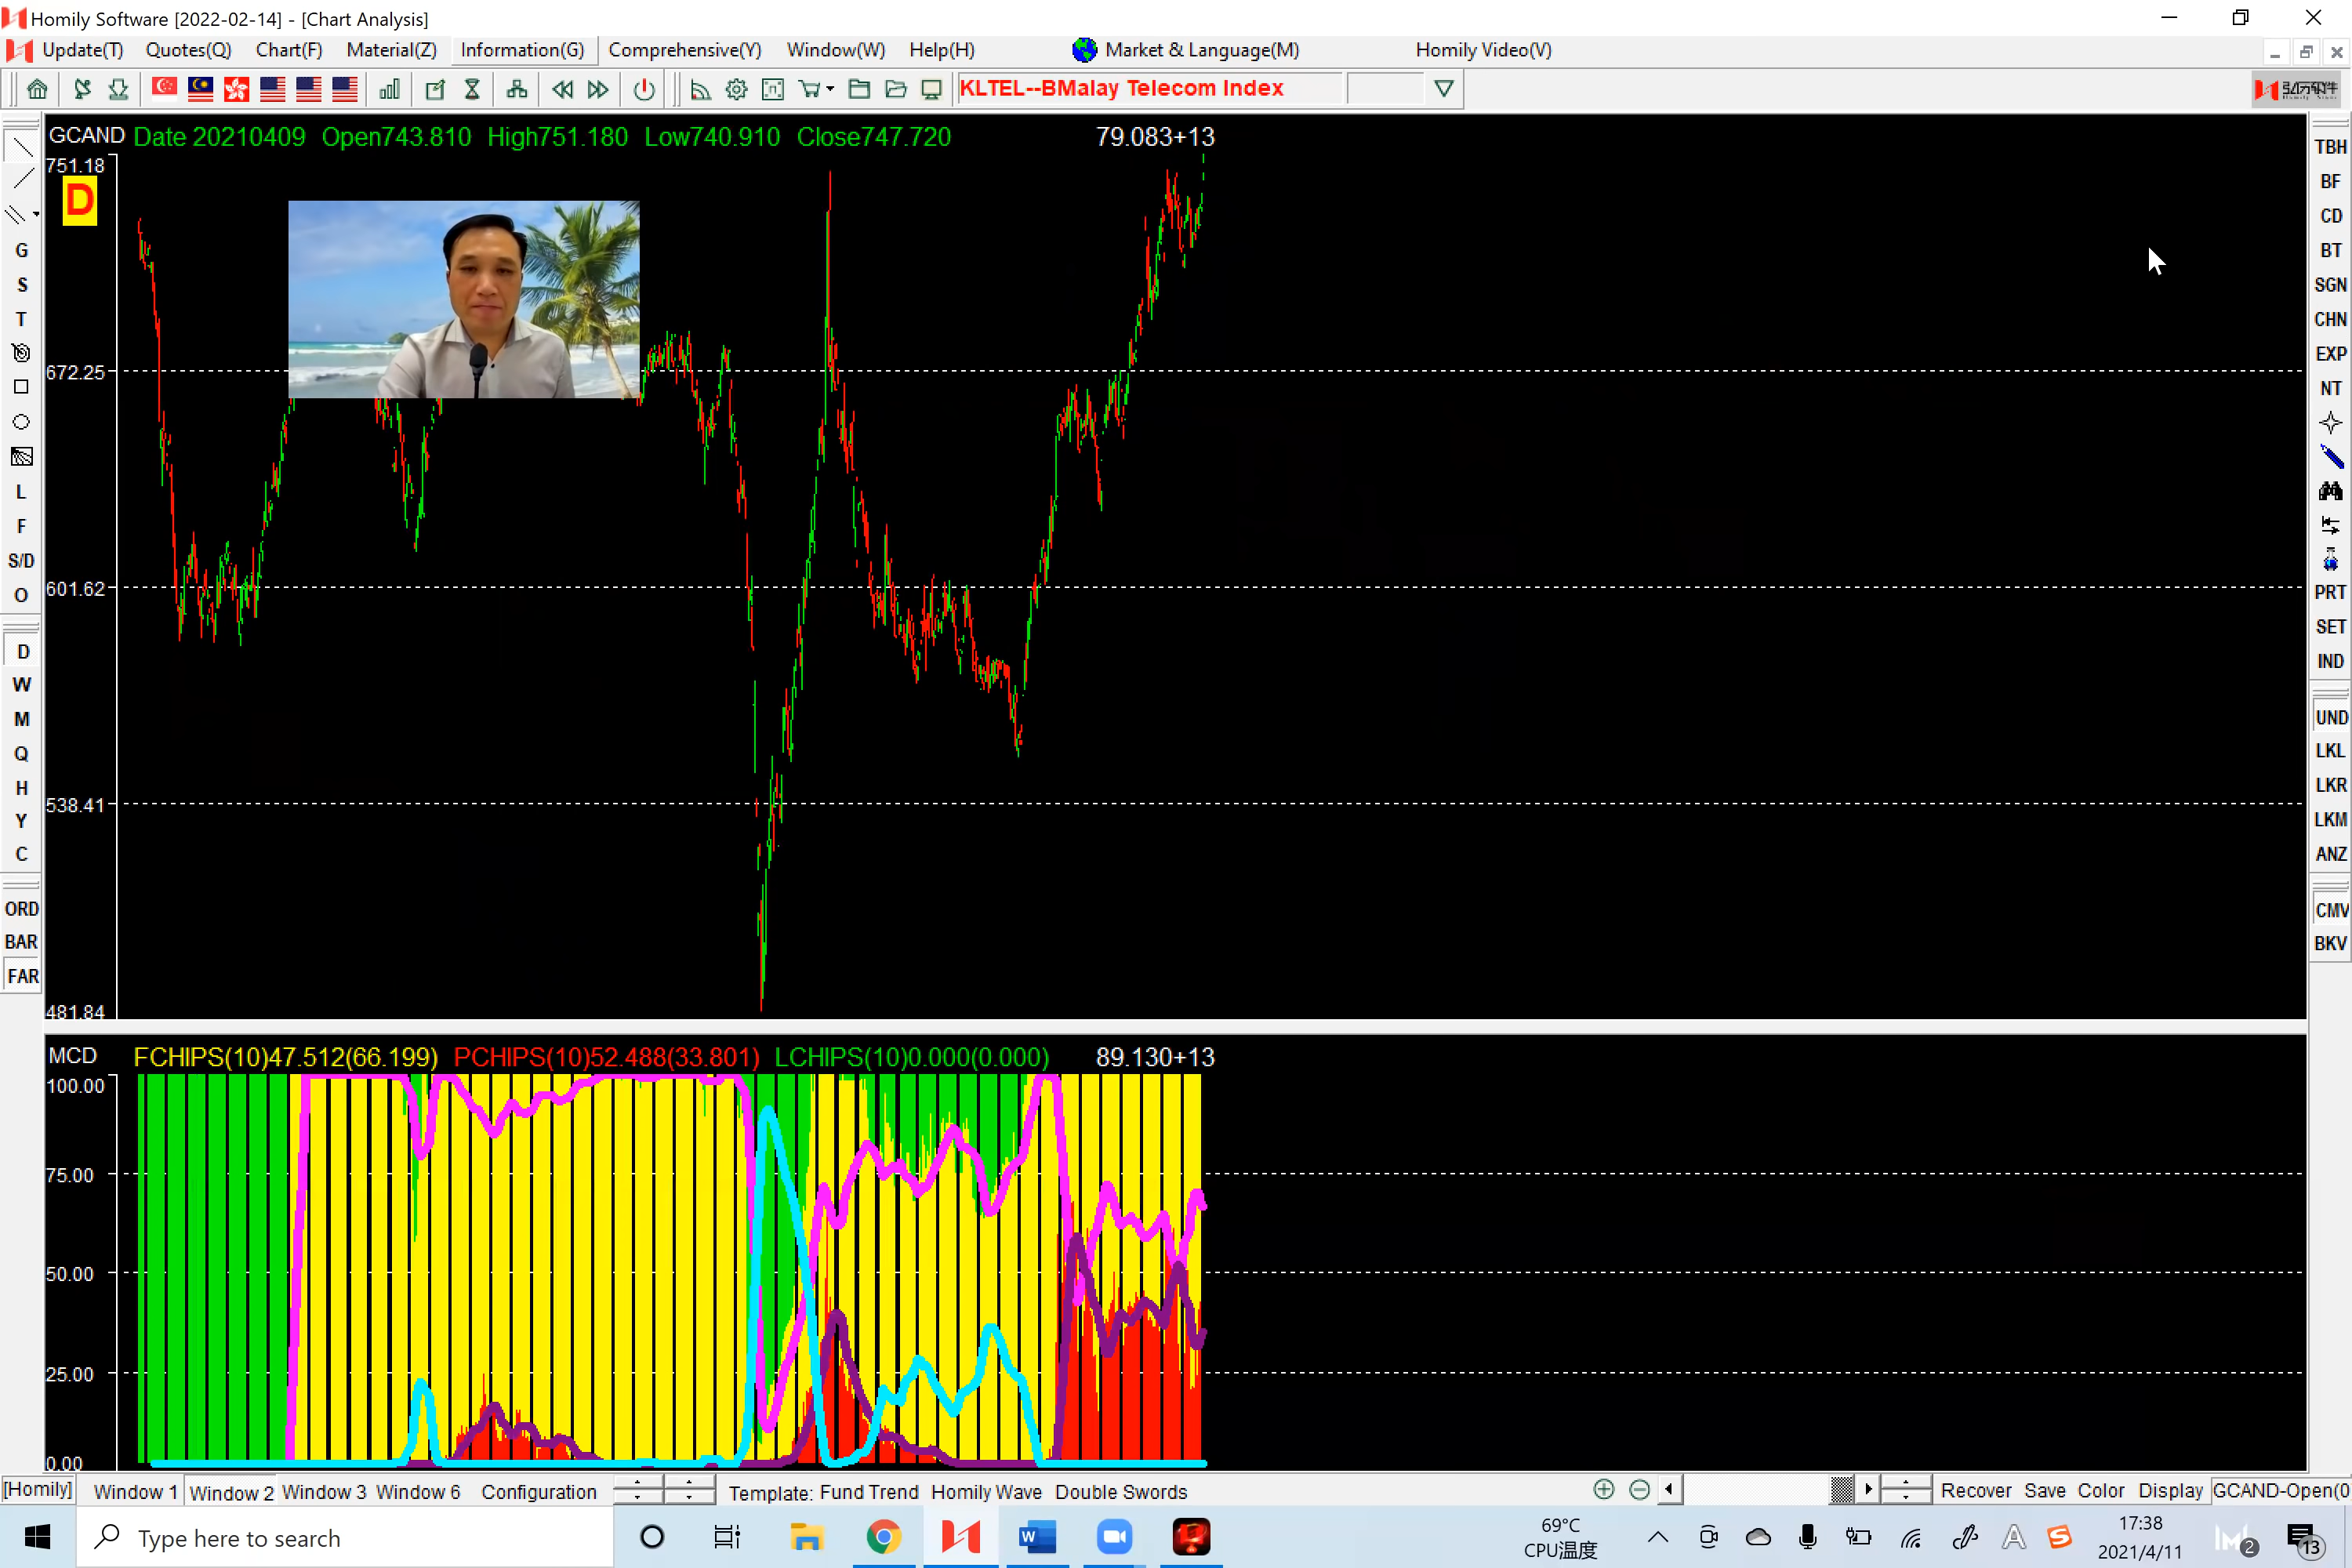 Homily Software [2022-02-14] - [Chart Analysis]
Update(T) Quotes(Q) Chart(F) Material(Z) Information(G) Comprehensive(Y) Window(W) Help(H) Market & Language(M) Homily Video(V)
KLTEL--BMalay Telecom Index
弘历软件
GCAND Date 20210409 Open743.810 High751.180 Low740.910 Close747.720 79.083+13
751.18
D
672.25
601.62
538.41
481.84
MCD FCHIPS(10)47.512(66.199) PCHIPS(10)52.488(33.801) LCHIPS(10)0.000(0.000) 89.130+13
100.00
75.00
50.00
25.00
0.00
G
S
T
L
F
S/D
O
D
W
M
Q
H
Y
C
ORD
BAR
FAR
TBH
BF
CD
BT
SGN
CHN
EXP
NT
PRT
SET
IND
UND
LKL
LKR
LKM
ANZ
CMV
BKV
[Homily] Window 1 Window 2 Window 3 Window 6 Configuration Template: Fund Trend Homily Wave Double Swords Recover Save Color Display GCAND-Open(0
Type here to search
69°C
CPU温度
17:38
2021/4/11
2
13